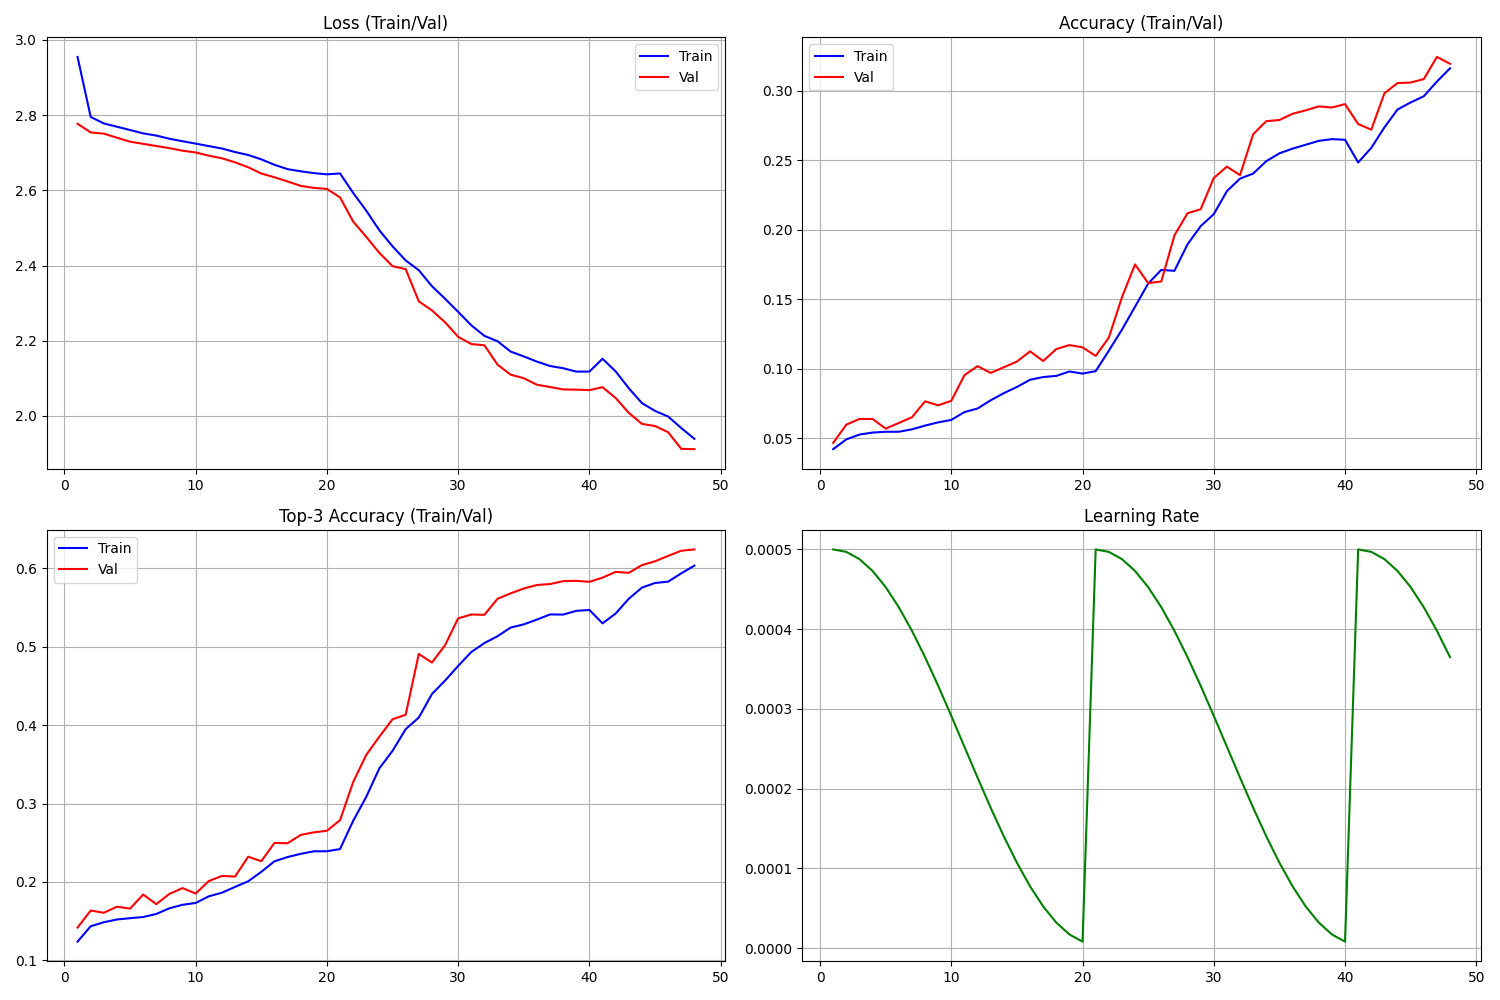 Loss (Train/Val)
3.0
2.8
2.6
2.4
2.2
2.0
0 10 20 30 40 50
Train
Val
Accuracy (Train/Val)
0.30
0.25
0.20
0.15
0.10
0.05
0 10 20 30 40 50
Train
Val
Top-3 Accuracy (Train/Val)
0.6
0.5
0.4
0.3
0.2
0.1
0 10 20 30 40 50
Train
Val
Learning Rate
0.0005
0.0004
0.0003
0.0002
0.0001
0.0000
0 10 20 30 40 50